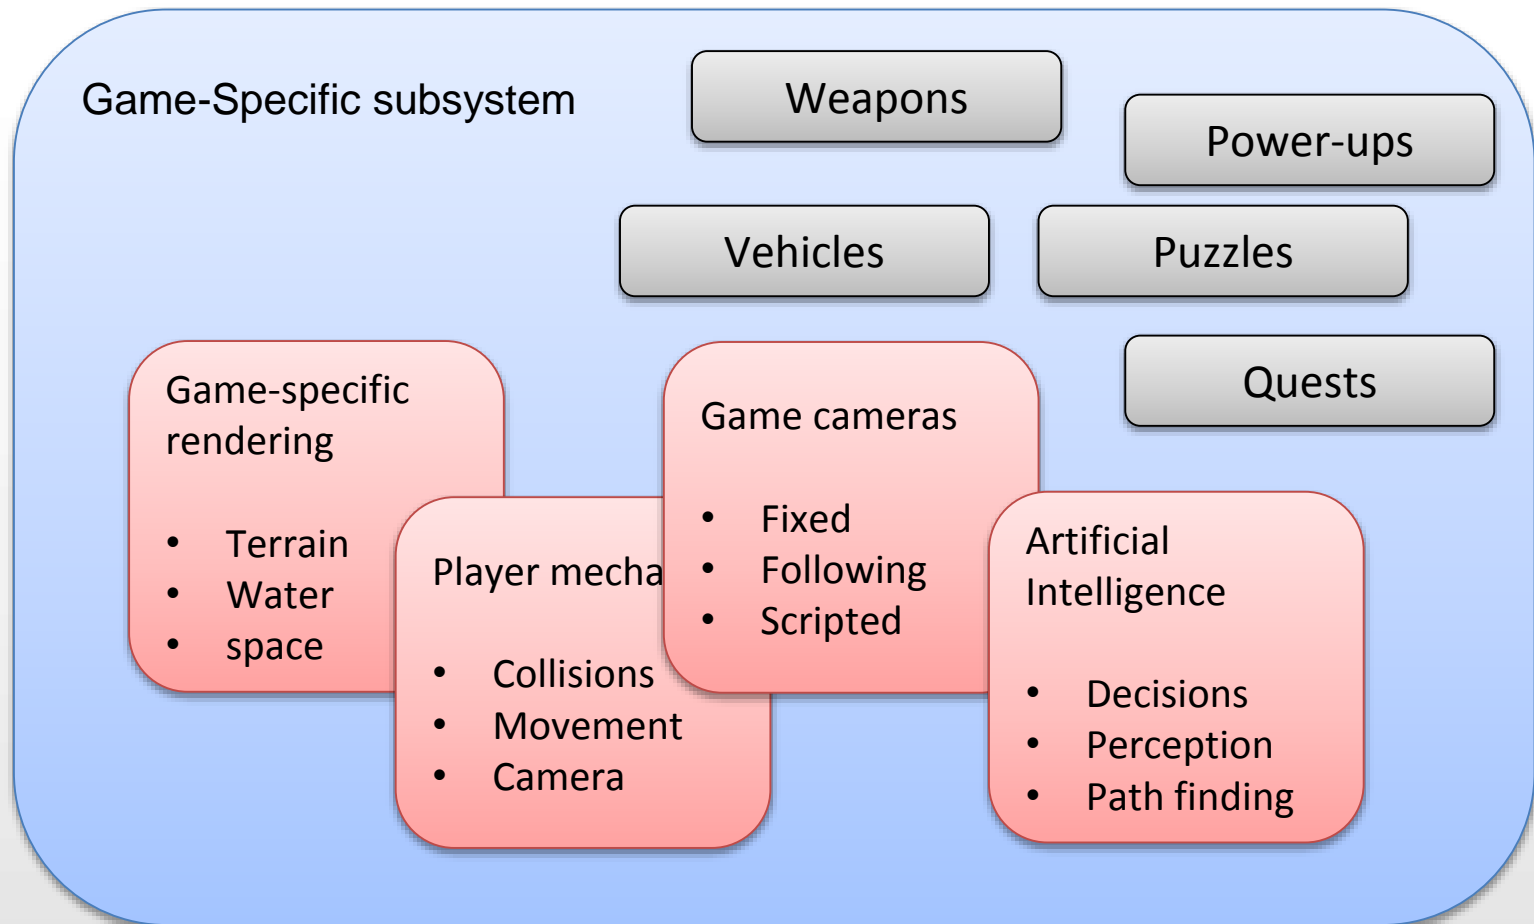 Game-Specific subsystem
Weapons
Power-ups
Vehicles
Puzzles
Quests
Game-specific
rendering
• Terrain
• Water
• space
Player mecha
• Collisions
• Movement
• Camera
Game cameras
• Fixed
• Following
• Scripted
Artificial
Intelligence
• Decisions
• Perception
• Path finding